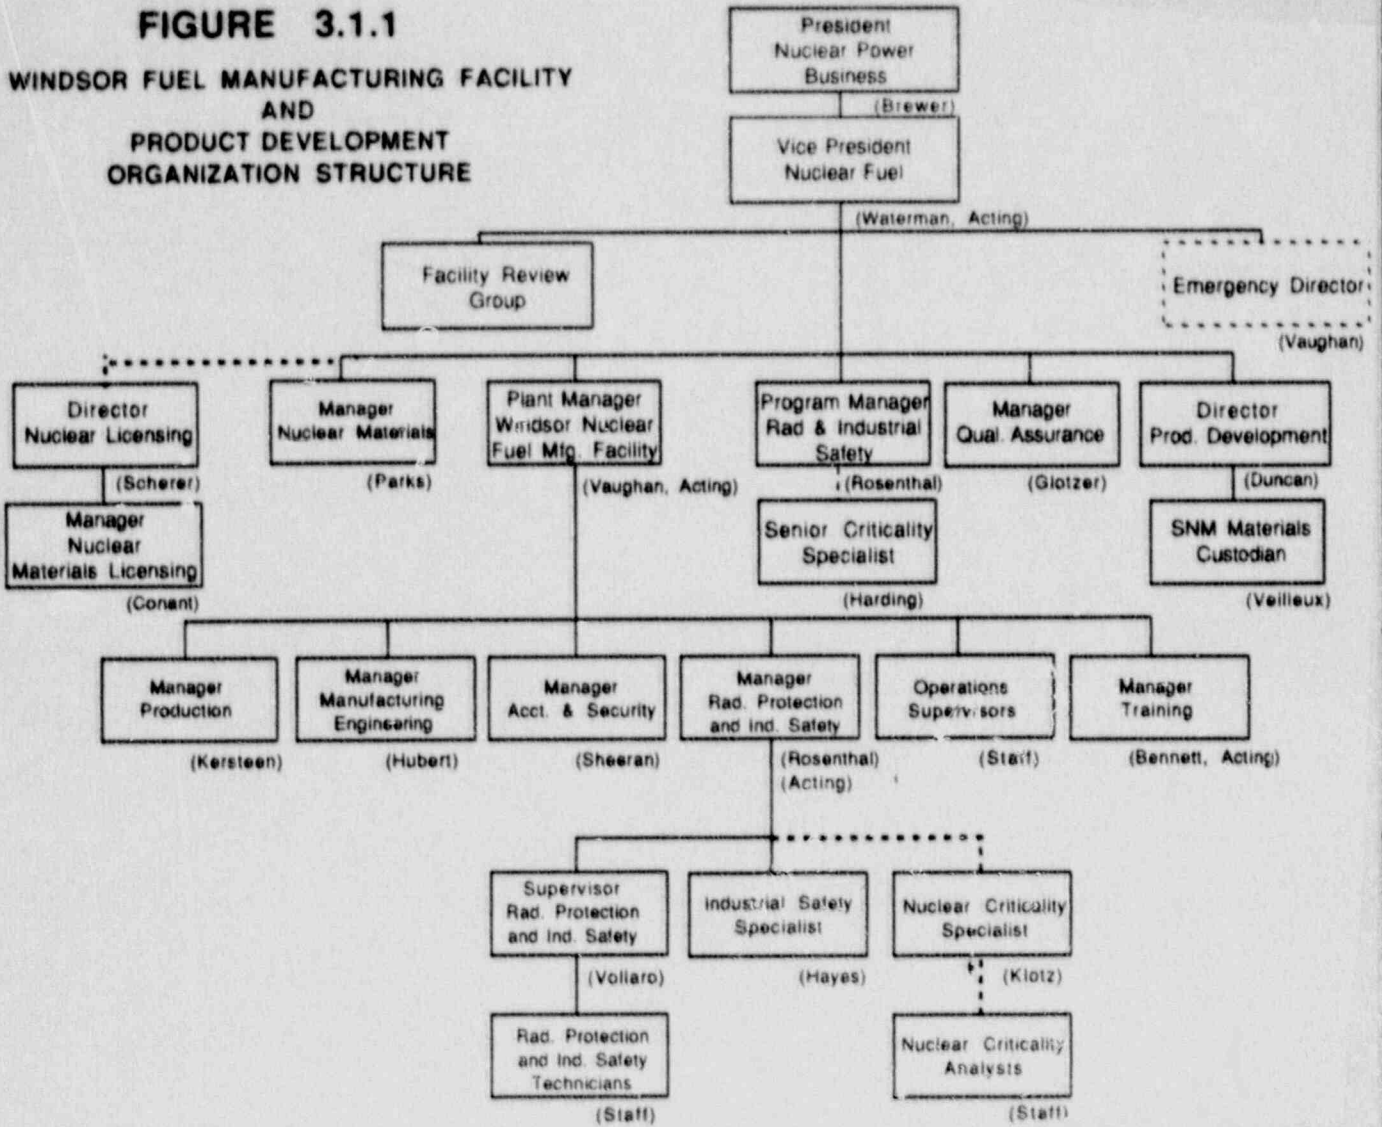 FIGURE 3.1.1
WINDSOR FUEL MANUFACTURING FACILITY
AND
PRODUCT DEVELOPMENT
ORGANIZATION STRUCTURE
President
Nuclear Power
Business
(Brewer)
Vice President
Nuclear Fuel
(Waterman, Acting)
Facility Review
Group
Emergency Director
(Vaughan)
Director
Nuclear Licensing
(Scherer)
Manager
Nuclear Materials
(Parks)
Plant Manager
Windsor Nuclear
Fuel Mfg. Facility
(Vaughan, Acting)
Program Manager
Rad & Industrial
Safety
(Rosenthal)
Manager
Qual. Assurance
(Glotzer)
Director
Prod. Development
(Duncan)
Manager
Nuclear
Materials Licensing
(Conant)
Senior Criticality
Specialist
(Harding)
SNM Materials
Custodian
(Veilleux)
Manager
Production
(Kersteen)
Manager
Manufacturing
Engineering
(Hubert)
Manager
Acct. & Security
(Sheeran)
Manager
Rad. Protection
and Ind. Safety
(Rosenthal)
(Acting)
Operations
Supervisors
(Staff)
Manager
Training
(Bennett, Acting)
Supervisor
Rad. Protection
and Ind. Safety
(Vollaro)
Industrial Safety
Specialist
(Hayes)
Nuclear Criticality
Specialist
(Klotz)
Rad. Protection
and Ind. Safety
Technicians
(Staff)
Nuclear Criticality
Analysts
(Staff)